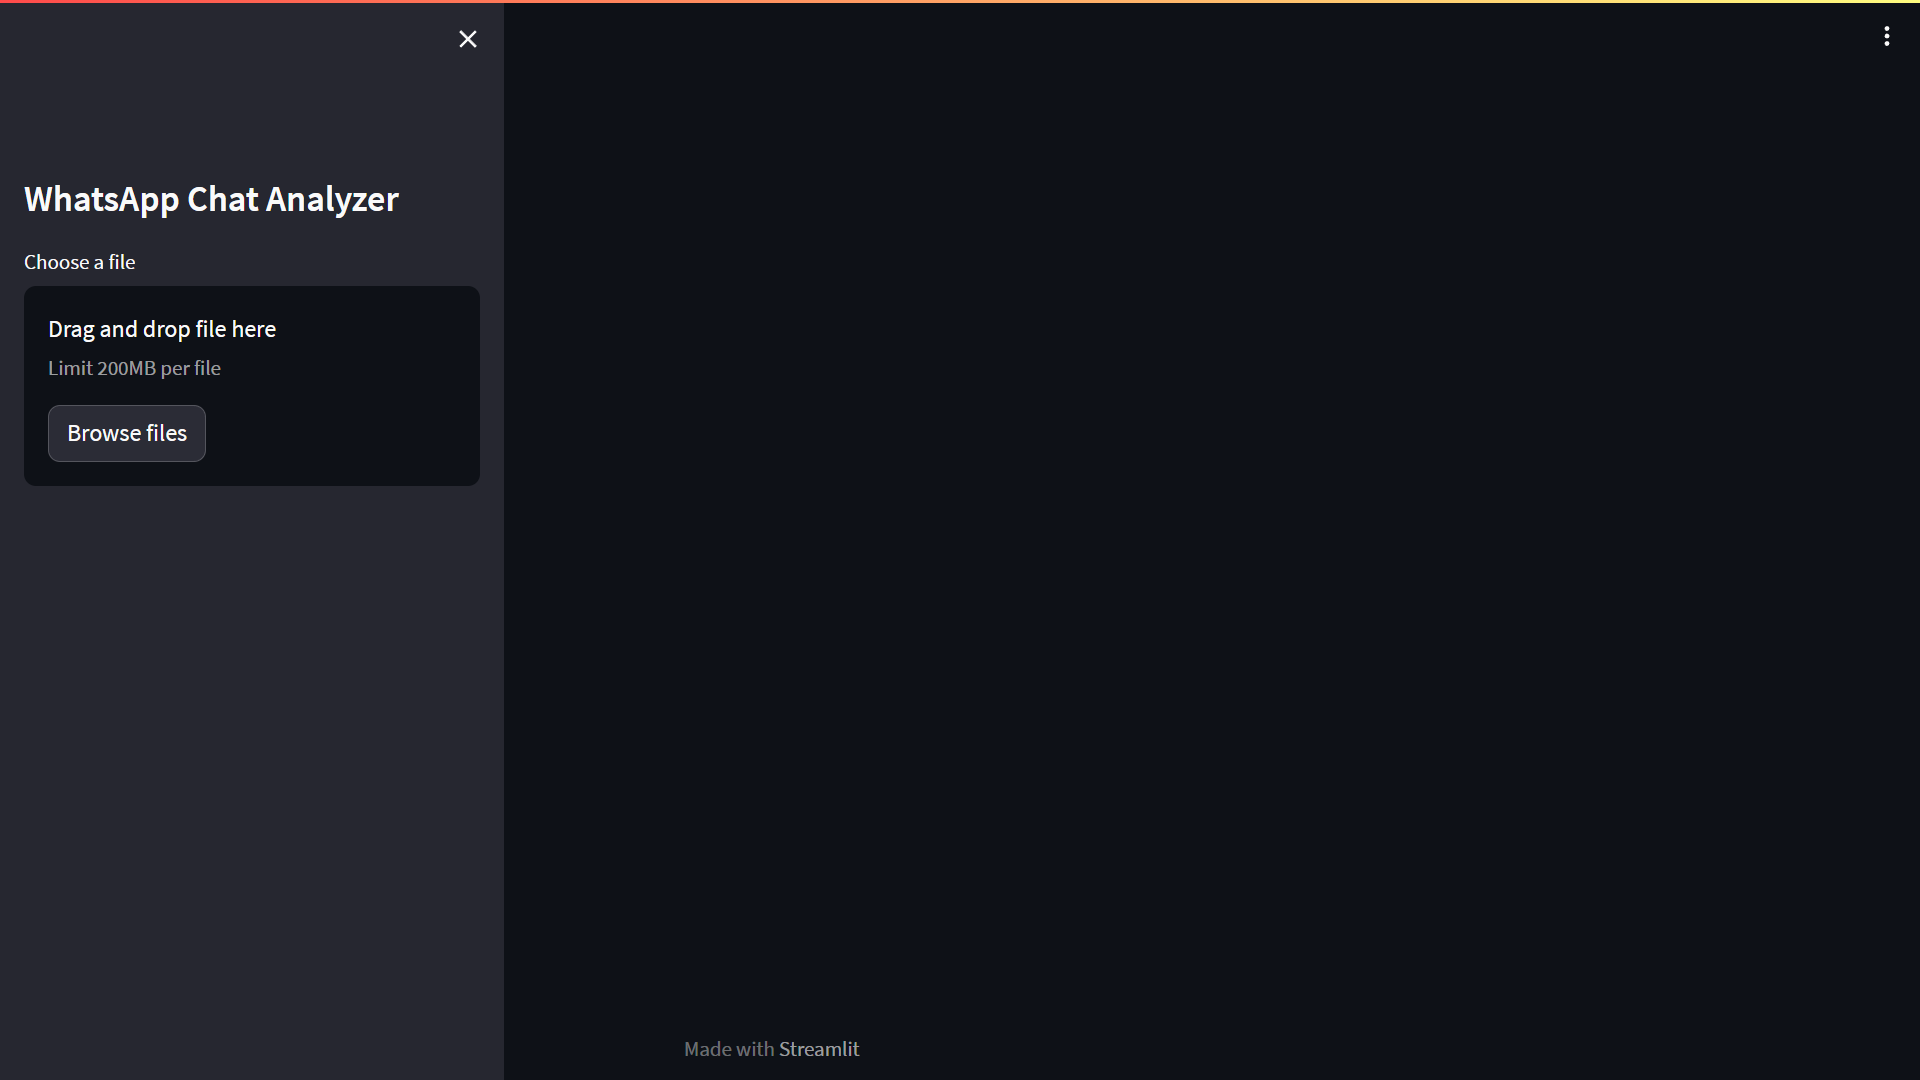 WhatsApp Chat Analyzer
Choose a file
Drag and drop file here
Limit 200MB per file
Browse files
Made with Streamlit